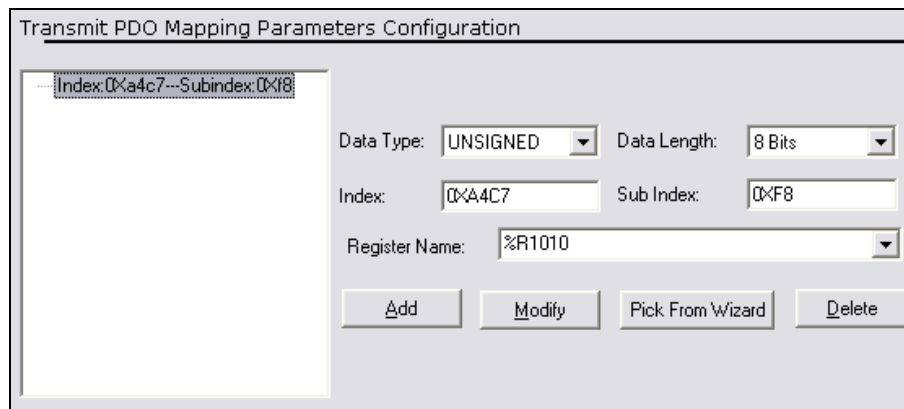 Transmit PDO Mapping Parameters Configuration
Index:0Xa4c7---Subindex:0Xf8
Data Type: UNSIGNED Data Length: 8 Bits
Index: 0XA4C7 Sub Index: 0XF8
Register Name: %R1010
Add Modify Pick From Wizard Delete